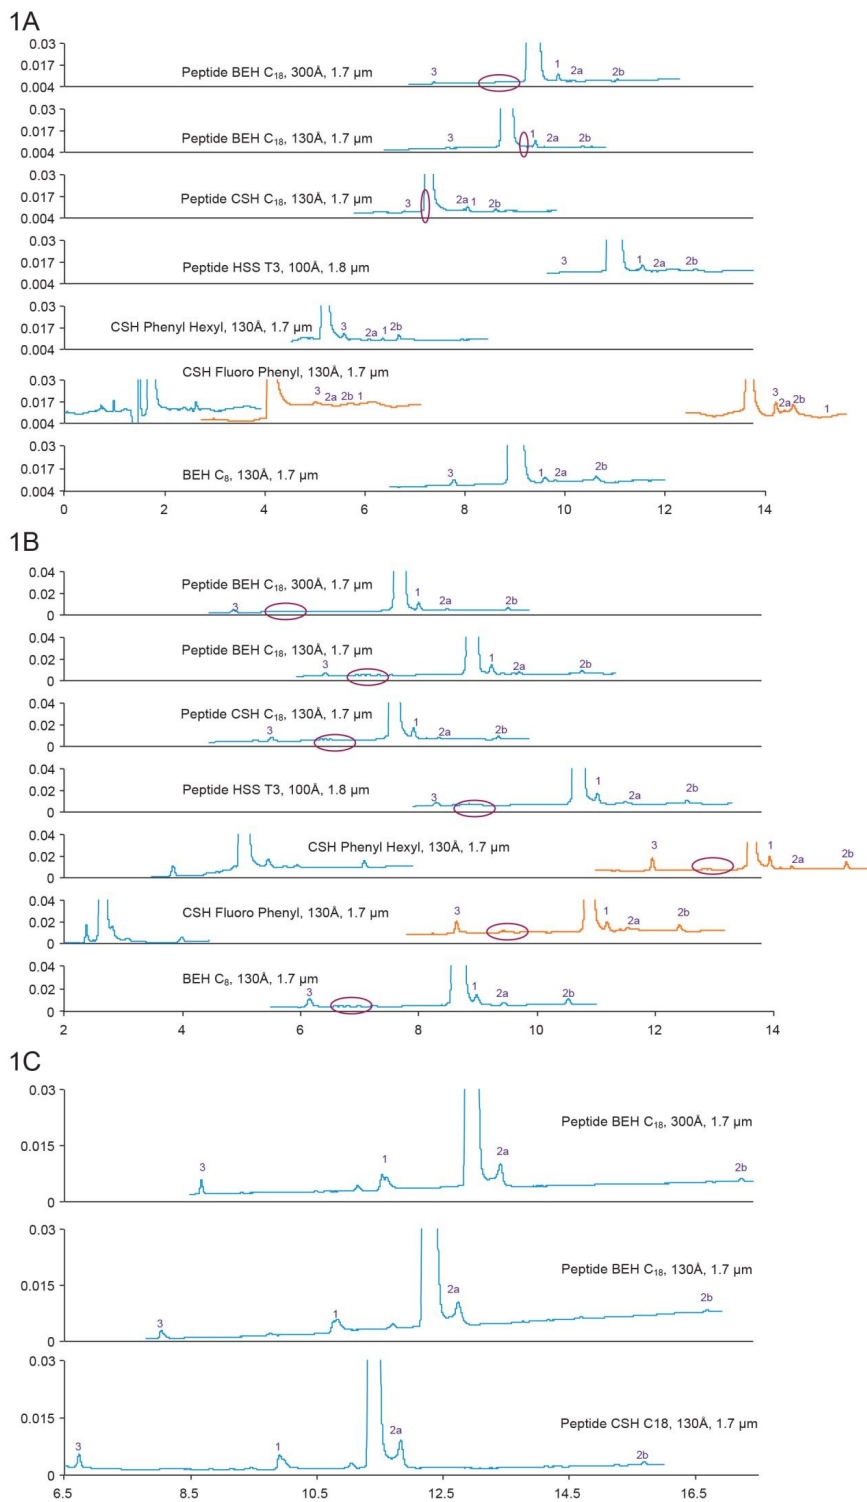 1A
0.03
0.017
0.004
Peptide BEH C₁₈, 300Å, 1.7 µm
3
1
2a
2b
0.03
0.017
0.004
Peptide BEH C₁₈, 130Å, 1.7 µm
3
1
2a
2b
0.03
0.017
0.004
Peptide CSH C₁₈, 130Å, 1.7 µm
3
2a
1
2b
0.03
0.017
0.004
Peptide HSS T3, 100Å, 1.8 µm
3
1
2a
2b
0.03
0.017
0.004
CSH Phenyl Hexyl, 130Å, 1.7 µm
3
2a
1
2b
CSH Fluoro Phenyl, 130Å, 1.7 µm
0.03
0.017
0.004
3
2a
2b
1
3
2a
2b
1
0.03
0.017
0.004
BEH C₈, 130Å, 1.7 µm
3
1
2a
2b
0 2 4 6 8 10 12 14
1B
0.04
0.02
0
Peptide BEH C₁₈, 300Å, 1.7 µm
3
1
2a
2b
0.04
0.02
0
Peptide BEH C₁₈, 130Å, 1.7 µm
3
1
2a
2b
0.04
0.02
0
Peptide CSH C₁₈, 130Å, 1.7 µm
3
1
2a
2b
0.04
0.02
0
Peptide HSS T3, 100Å, 1.8 µm
3
1
2a
2b
0.04
0.02
0
CSH Phenyl Hexyl, 130Å, 1.7 µm
3
1
2a
2b
0.04
0.02
0
CSH Fluoro Phenyl, 130Å, 1.7 µm
3
1
2a
2b
0.04
0.02
0
BEH C₈, 130Å, 1.7 µm
3
1
2a
2b
2 4 6 8 10 12 14
1C
0.03
0.015
0
Peptide BEH C₁₈, 300Å, 1.7 µm
3
1
2a
2b
0.03
0.015
0
Peptide BEH C₁₈, 130Å, 1.7 µm
3
1
2a
2b
0.03
0.015
0
Peptide CSH C18, 130Å, 1.7 µm
3
1
2a
2b
6.5 8.5 10.5 12.5 14.5 16.5